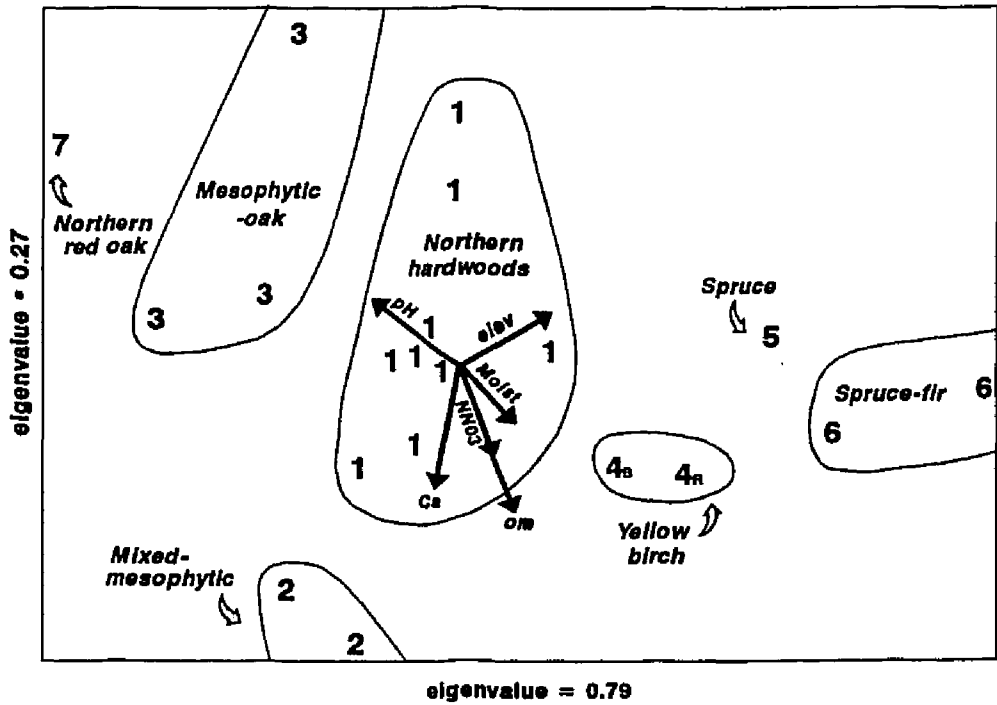 3
1
7
1
Mesophytic
-oak
Northern
red oak
Northern
hardwoods
Spruce
3
3
pH
1
elev
5
1
1
1
1
Moist
Spruce-fir
6
6
NN03
1
1
4B
4R
Ca
om
Yellow
birch
Mixed-
mesophytic
2
2
eigenvalue = 0.27
eigenvalue = 0.79